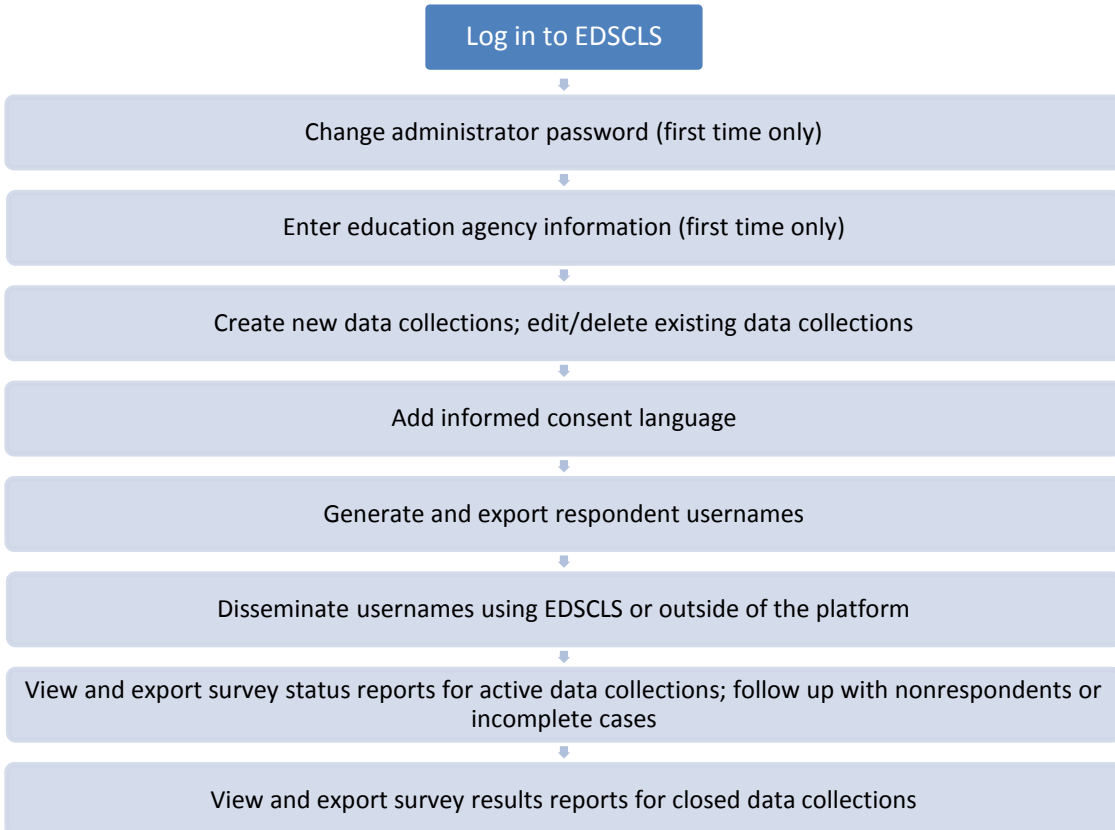 Log in to EDSCLS
Change administrator password (first time only)
Enter education agency information (first time only)
Create new data collections; edit/delete existing data collections
Add informed consent language
Generate and export respondent usernames
Disseminate usernames using EDSCLS or outside of the platform
View and export survey status reports for active data collections; follow up with nonrespondents or
incomplete cases
View and export survey results reports for closed data collections